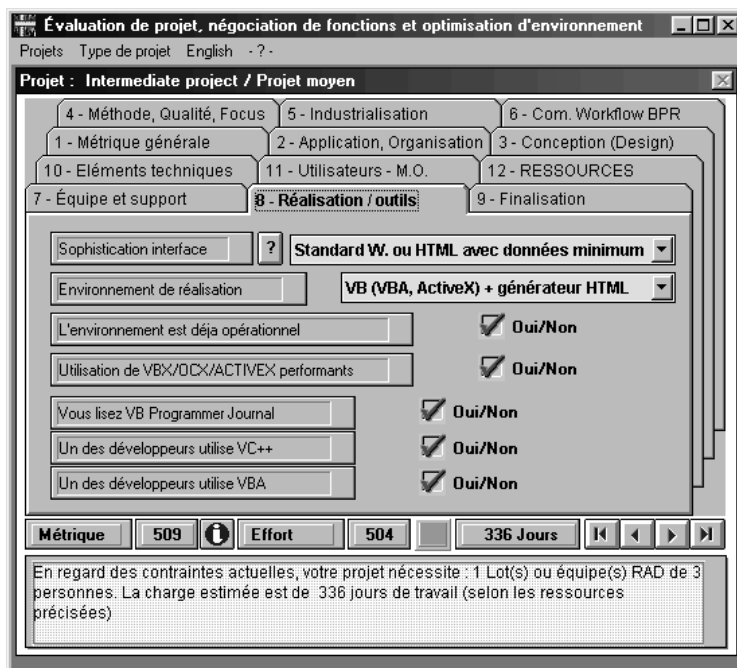 Évaluation de projet, négociation de fonctions et optimisation d'environnement
Projets Type de projet English - ? -
Projet : Intermediate project / Projet moyen
4 - Méthode, Qualité, Focus 5 - Industrialisation 6 - Com. Workflow BPR
1 - Métrique générale 2 - Application, Organisation 3 - Conception (Design)
10 - Eléments techniques 11 - Utilisateurs - M.O. 12 - RESSOURCES
7 - Équipe et support 8 - Réalisation / outils 9 - Finalisation
Sophistication interface ? Standard W. ou HTML avec données minimum
Environnement de réalisation VB (VBA, ActiveX) + générateur HTML
L'environnement est déja opérationnel Oui/Non
Utilisation de VBX/OCX/ACTIVEX performants Oui/Non
Vous lisez VB Programmer Journal Oui/Non
Un des développeurs utilise VC++ Oui/Non
Un des développeurs utilise VBA Oui/Non
Métrique 509 Effort 504 336 Jours
En regard des contraintes actuelles, votre projet nécessite : 1 Lot(s) ou équipe(s) RAD de 3
personnes. La charge estimée est de 336 jours de travail (selon les ressources
précisées)